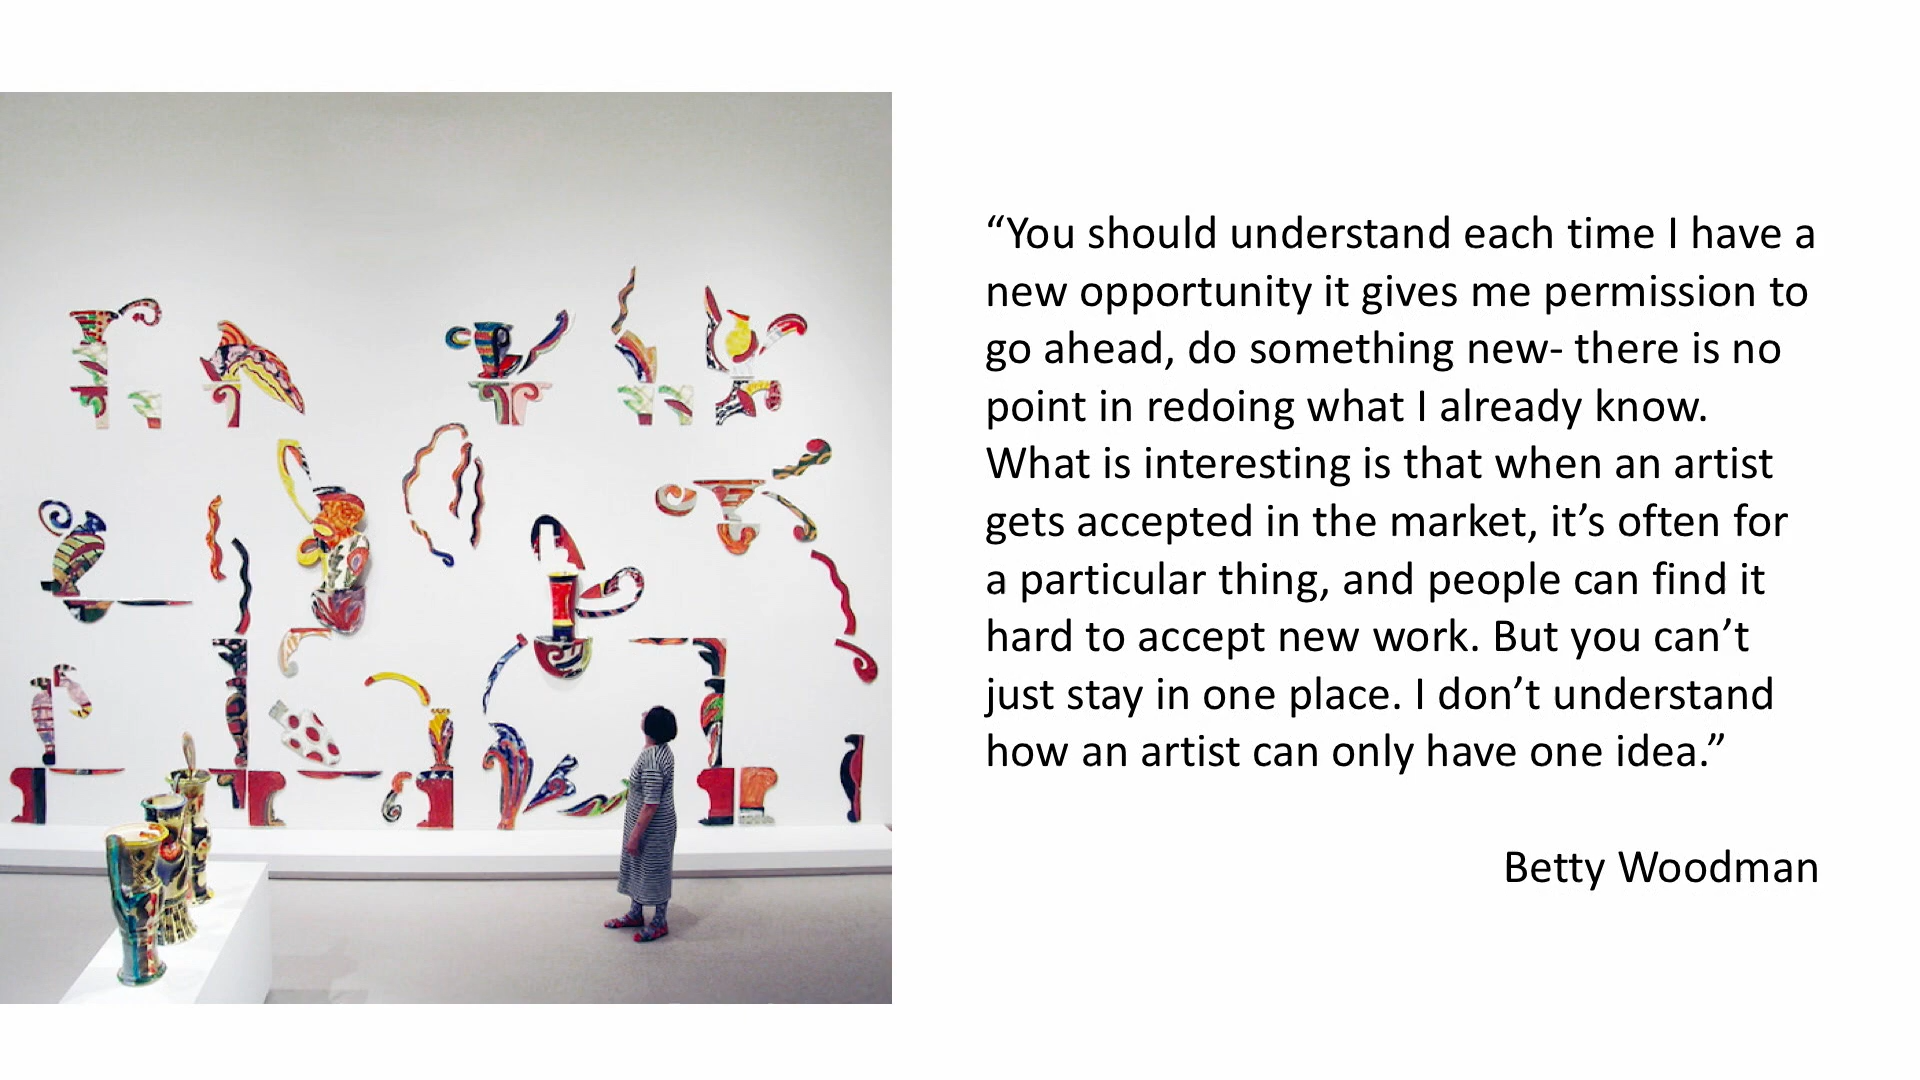 “You should understand each time I have a
new opportunity it gives me permission to
go ahead, do something new- there is no
point in redoing what I already know.
What is interesting is that when an artist
gets accepted in the market, it’s often for
a particular thing, and people can find it
hard to accept new work. But you can’t
just stay in one place. I don’t understand
how an artist can only have one idea.”
Betty Woodman